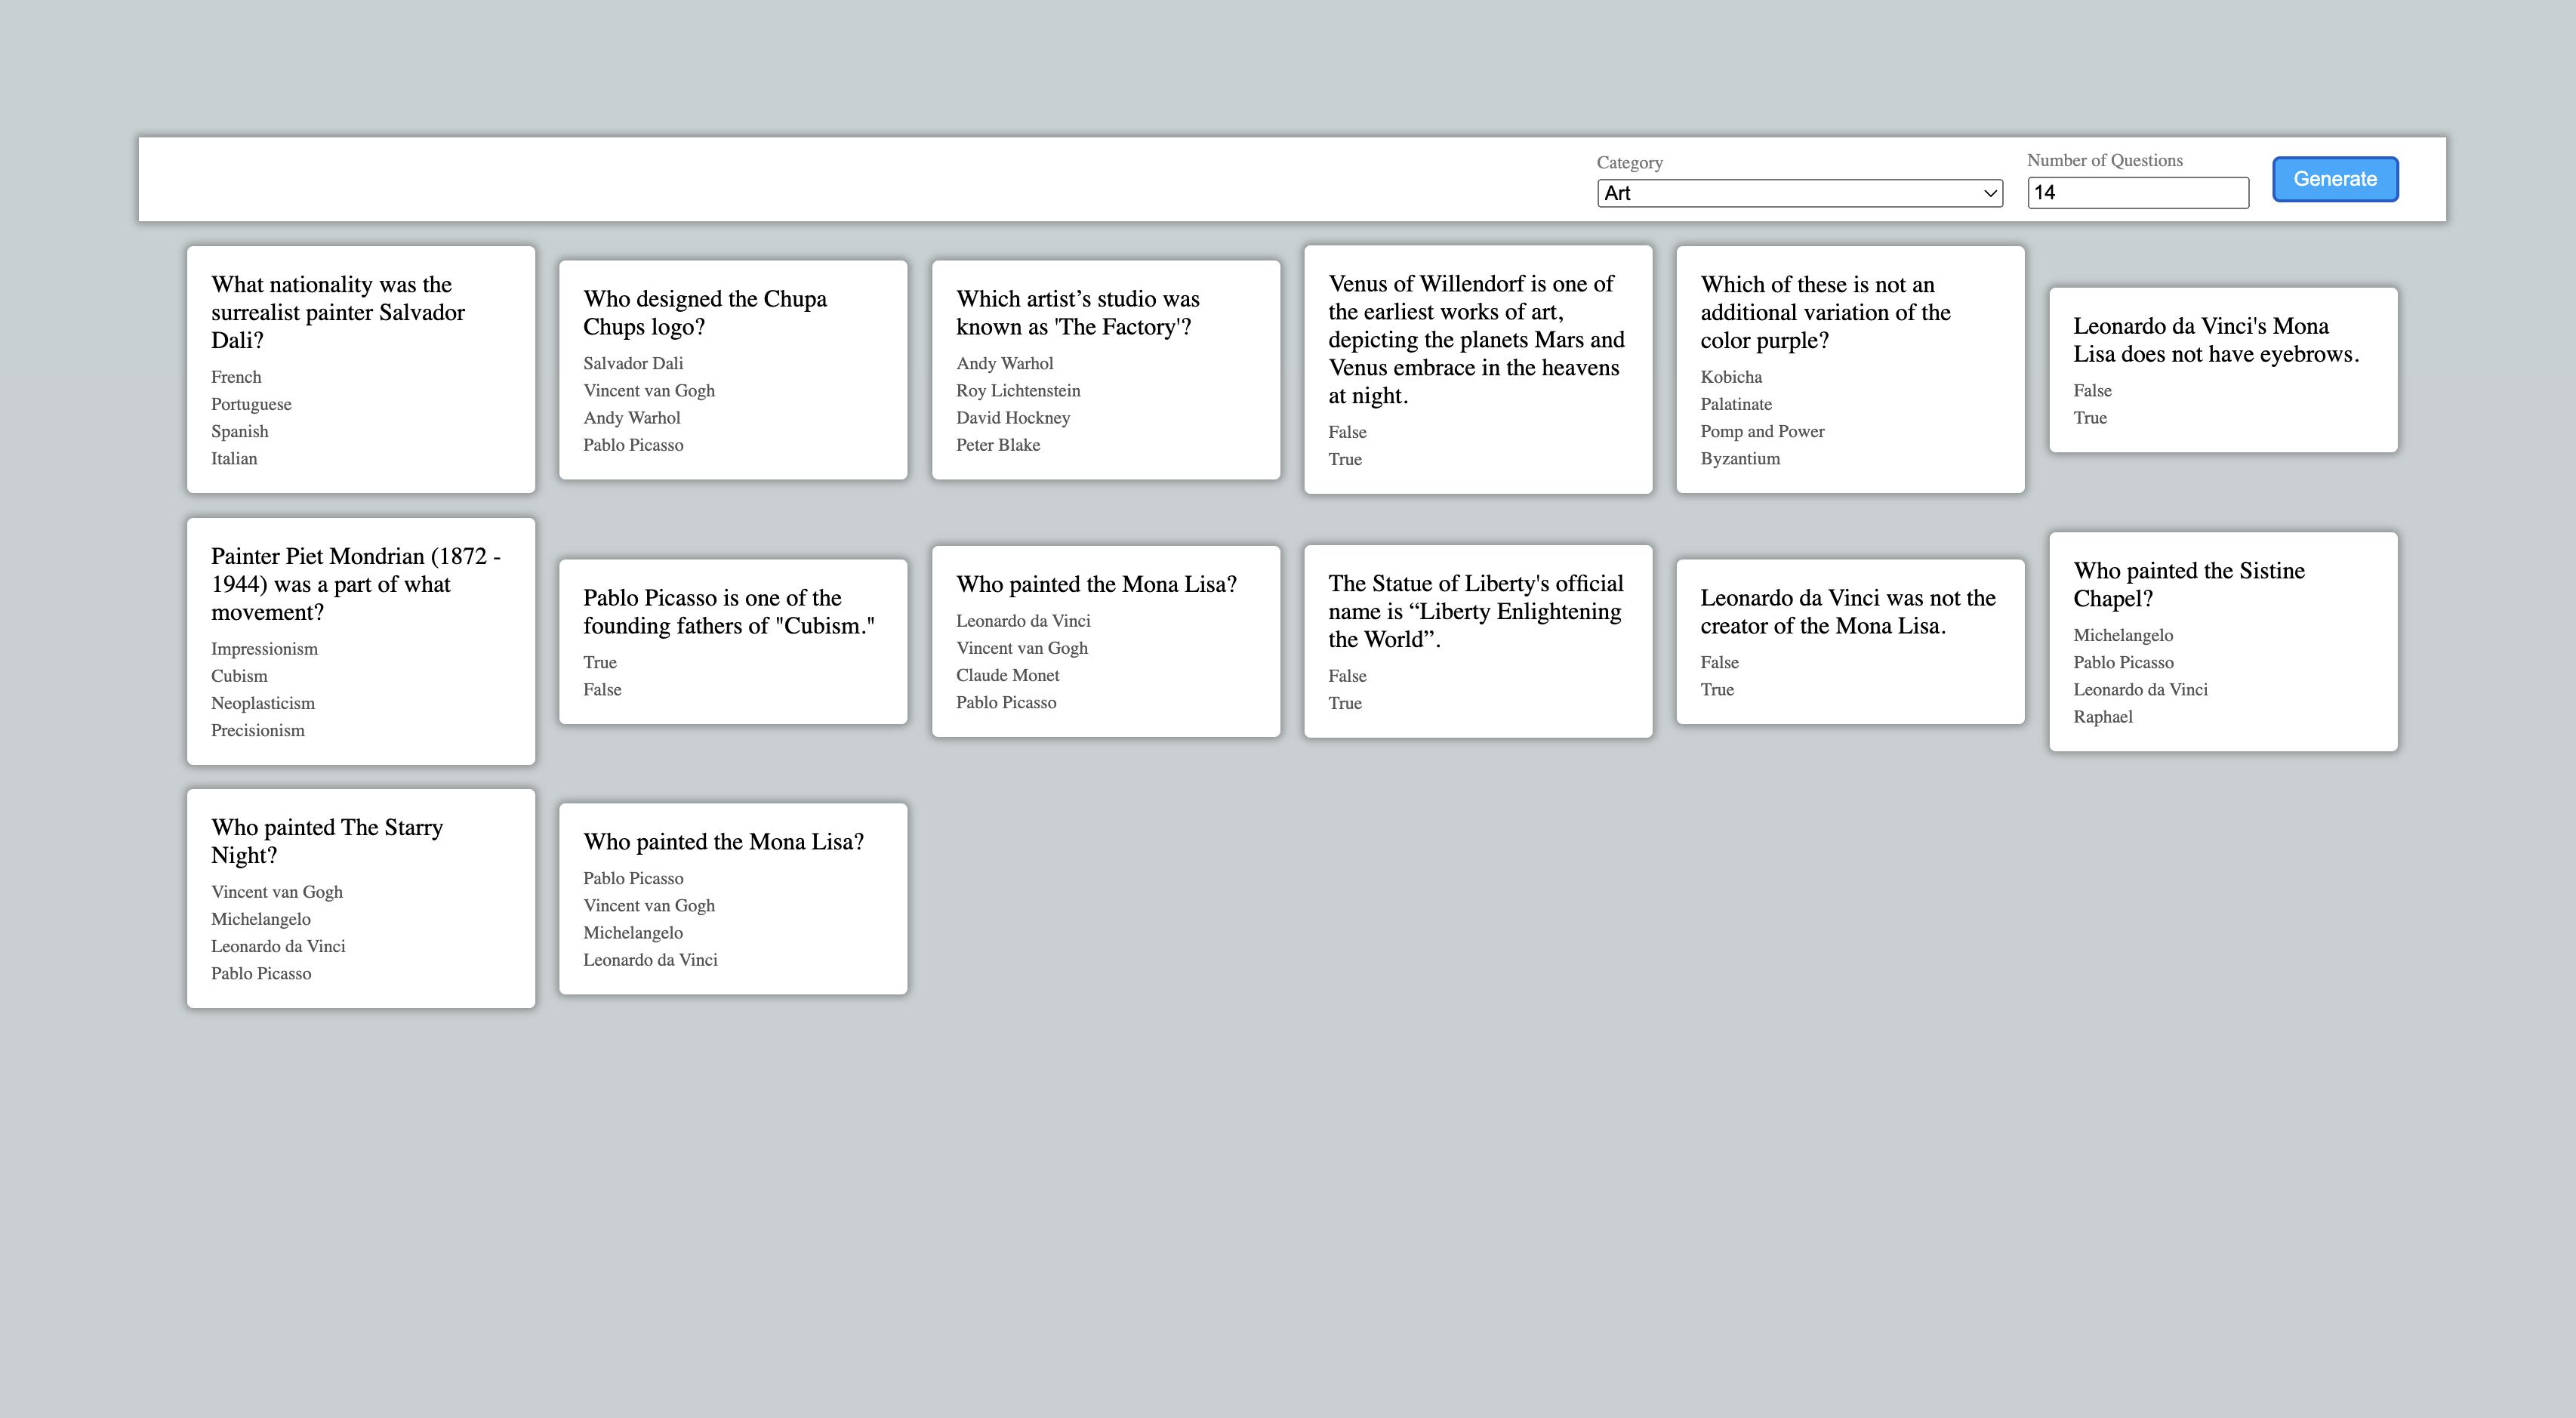 Category
Art
Number of Questions
14
Generate
What nationality was the
surrealist painter Salvador
Dali?
French
Portuguese
Spanish
Italian
Who designed the Chupa
Chups logo?
Salvador Dali
Vincent van Gogh
Andy Warhol
Pablo Picasso
Which artist’s studio was
known as 'The Factory'?
Andy Warhol
Roy Lichtenstein
David Hockney
Peter Blake
Venus of Willendorf is one of
the earliest works of art,
depicting the planets Mars and
Venus embrace in the heavens
at night.
False
True
Which of these is not an
additional variation of the
color purple?
Kobicha
Palatinate
Pomp and Power
Byzantium
Leonardo da Vinci's Mona
Lisa does not have eyebrows.
False
True
Painter Piet Mondrian (1872 -
1944) was a part of what
movement?
Impressionism
Cubism
Neoplasticism
Precisionism
Pablo Picasso is one of the
founding fathers of "Cubism."
True
False
Who painted the Mona Lisa?
Leonardo da Vinci
Vincent van Gogh
Claude Monet
Pablo Picasso
The Statue of Liberty's official
name is “Liberty Enlightening
the World”.
False
True
Leonardo da Vinci was not the
creator of the Mona Lisa.
False
True
Who painted the Sistine
Chapel?
Michelangelo
Pablo Picasso
Leonardo da Vinci
Raphael
Who painted The Starry
Night?
Vincent van Gogh
Michelangelo
Leonardo da Vinci
Pablo Picasso
Who painted the Mona Lisa?
Pablo Picasso
Vincent van Gogh
Michelangelo
Leonardo da Vinci